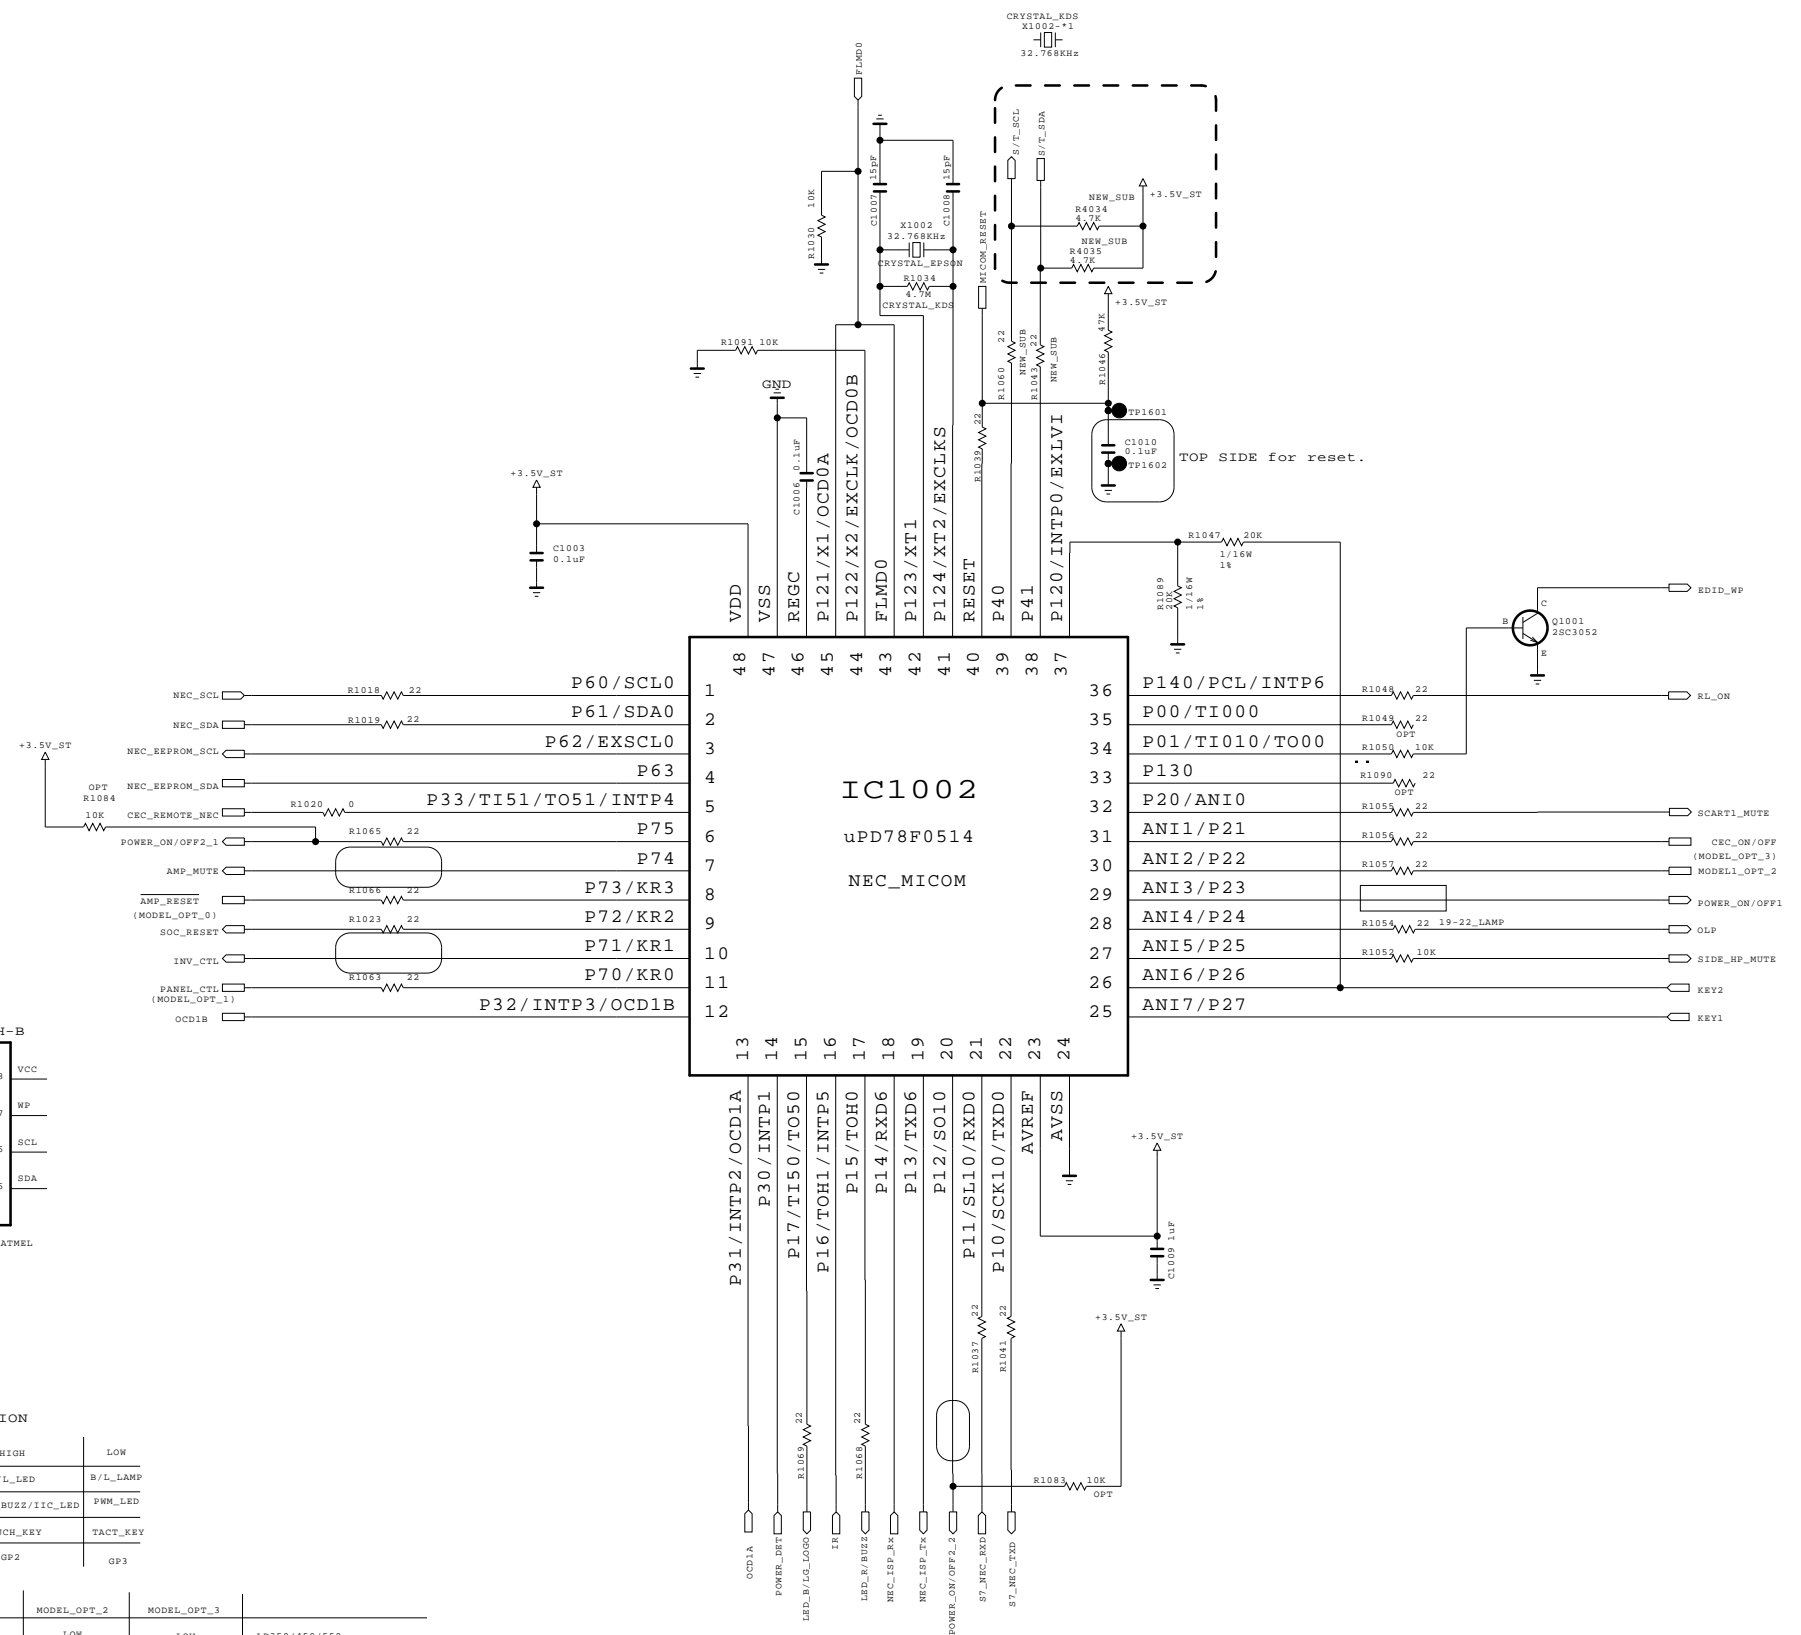 CRYSTAL_KDS
X1002-*1
32.768KHz
FLMD0
S/T_SCL
S/T_SDA
+3.5V_ST
NEW_SUB
R4034
4.7K
NEW_SUB
R4035
4.7K
C1007 15pF
C1008 15pF
R1030 10K
X1002
32.768KHz
CRYSTAL_EPSON
R1034
4.7M
CRYSTAL_KDS
MICOM_RESET
+3.5V_ST
R1046 47K
R1060 22
NEW_SUB
R1043 22
NEW_SUB
R1091 10K
GND
C1006 0.1uF
R1039 22
TP1601
C1010
0.1uF
TP1602
TOP SIDE for reset.
+3.5V_ST
C1003
0.1uF
R1047 20K
1/16W
1%
R1089
20K
1/16W
1%
EDID_WP
C
B
E
Q1001
2SC3052
VDD
VSS
REGC
P121/X1/OCD0A
P122/X2/EXCLK/OCD0B
FLMD0
P123/XT1
P124/XT2/EXCLKS
RESET
P40
P41
P120/INTP0/EXLVI
48
47
46
45
44
43
42
41
40
39
38
37
IC1002
uPD78F0514
NEC_MICOM
NEC_SCL R1018 22 P60/SCL0 1
NEC_SDA R1019 22 P61/SDA0 2
NEC_EEPROM_SCL P62/EXSCL0 3
NEC_EEPROM_SDA P63 4
CEC_REMOTE_NEC R1020 0 P33/TI51/TO51/INTP4 5
+3.5V_ST
OPT
R1084
10K
POWER_ON/OFF2_1 R1065 22 P75 6
AMP_MUTE P74 7
AMP_RESET R1066 22 P73/KR3 8
(MODEL_OPT_0)
SOC_RESET R1023 22 P72/KR2 9
INV_CTL P71/KR1 10
PANEL_CTL R1063 22 P70/KR0 11
(MODEL_OPT_1)
OCD1B P32/INTP3/OCD1B 12
36 P140/PCL/INTP6 R1048 22 RL_ON
35 P00/TI000 R1049 22
OPT
34 P01/TI010/TO00 R1050 10K
33 P130 R1090 22
OPT
32 P20/ANI0 R1055 22 SCART1_MUTE
31 ANI1/P21 R1056 22 CEC_ON/OFF
(MODEL_OPT_3)
30 ANI2/P22 R1057 22 MODEL1_OPT_2
29 ANI3/P23 POWER_ON/OFF1
28 ANI4/P24 R1054 22 19-22_LAMP OLP
27 ANI5/P25 R1052 10K SIDE_HP_MUTE
26 ANI6/P26 KEY2
25 ANI7/P27 KEY1
13
14
15
16
17
18
19
20
21
22
23
24
P31/INTP2/OCD1A
P30/INTP1
P17/TI50/TO50
P16/TOH1/INTP5
P15/TOH0
P14/RXD6
P13/TXD6
P12/SO10
P11/SL10/RXD0
P10/SCK10/TXD0
AVREF
AVSS
+3.5V_ST
C1009 1uF
+3.5V_ST
R1037 22
R1041 22
R1069 22
R1068 22
R1083 10K
OPT
OCD1A
POWER_DET
LED_B/LG_LOGO
IR
LED_R/BUZZ
NEC_ISP_Rx
NEC_ISP_Tx
POWER_ON/OFF2_2
S7_NEC_RXD
S7_NEC_TXD
H-B
VCC
WP
SCL
SDA
ATMEL
ION
HIGH LOW
L_LED B/L_LAMP
BUZZ/IIC_LED PWM_LED
CH_KEY TACT_KEY
GP2 GP3
MODEL_OPT_2 MODEL_OPT_3
LOW